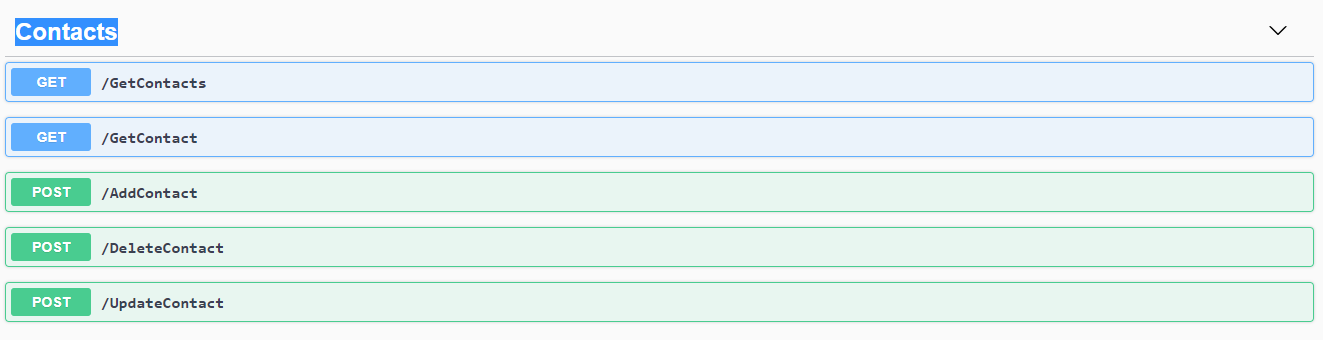 Contacts
GET /GetContacts
GET /GetContact
POST /AddContact
POST /DeleteContact
POST /UpdateContact